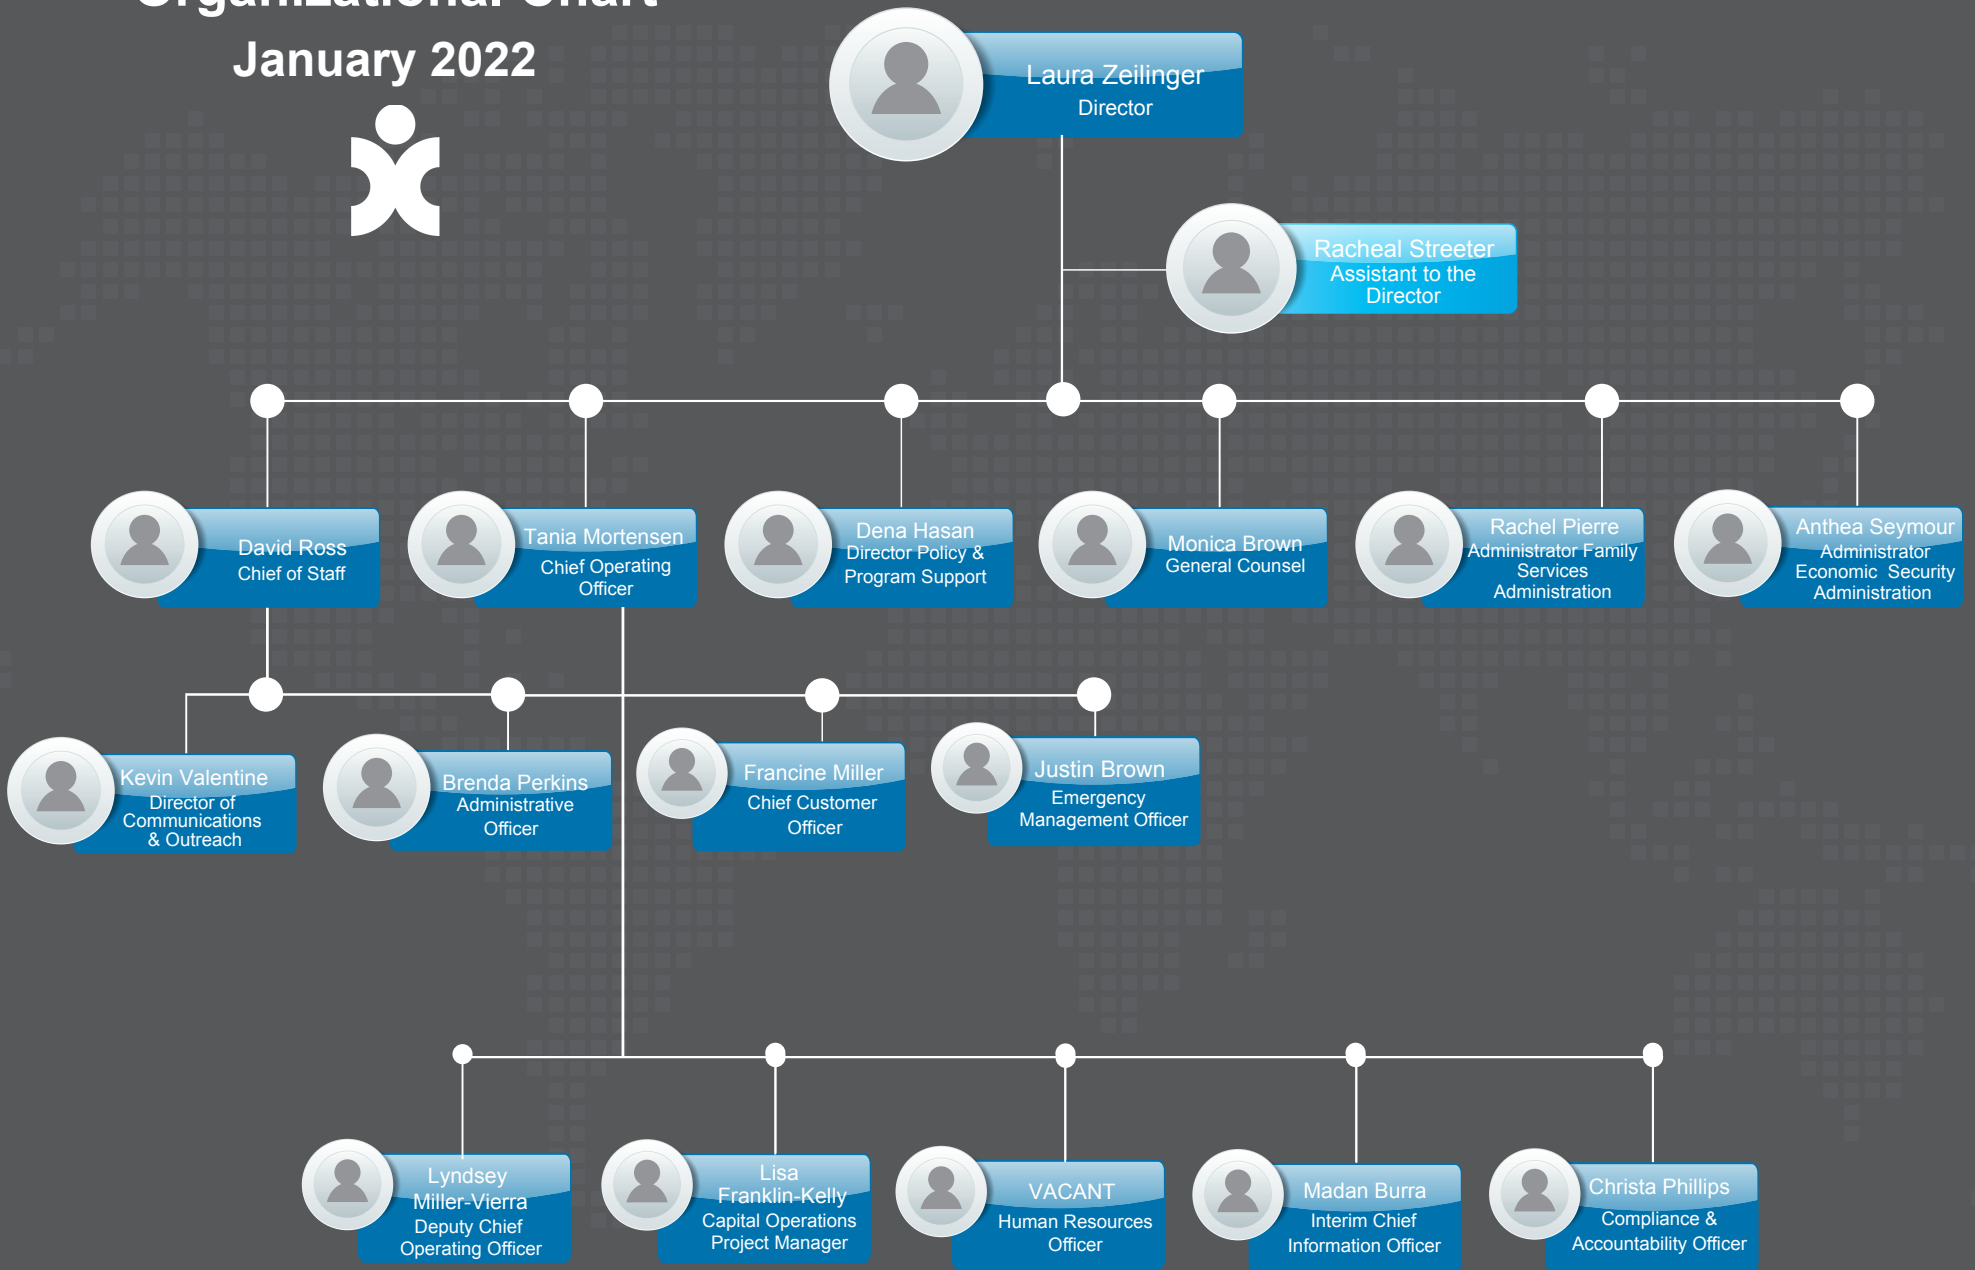 Organizational Chart
January 2022
Laura Zeilinger
Director
Racheal Streeter
Assistant to the
Director
David Ross
Chief of Staff
Tania Mortensen
Chief Operating
Officer
Dena Hasan
Director Policy &
Program Support
Monica Brown
General Counsel
Rachel Pierre
Administrator Family
Services
Administration
Anthea Seymour
Administrator
Economic Security
Administration
Kevin Valentine
Director of
Communications
& Outreach
Brenda Perkins
Administrative
Officer
Francine Miller
Chief Customer
Officer
Justin Brown
Emergency
Management Officer
Lyndsey
Miller-Vierra
Deputy Chief
Operating Officer
Lisa
Franklin-Kelly
Capital Operations
Project Manager
VACANT
Human Resources
Officer
Madan Burra
Interim Chief
Information Officer
Christa Phillips
Compliance &
Accountability Officer